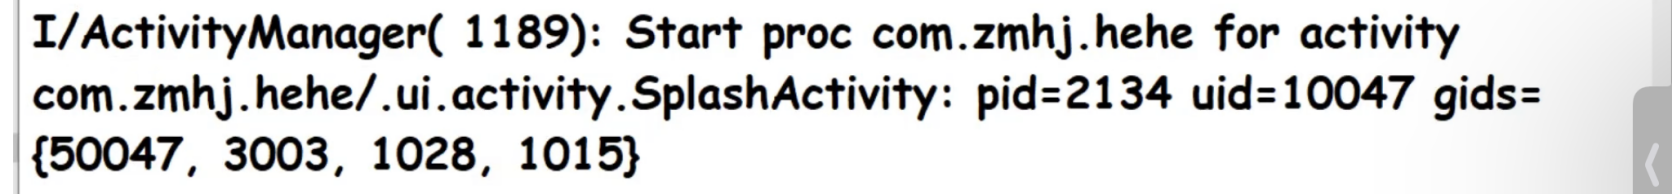 I/ActivityManager( 1189): Start proc com.zmhj.hehe for activity
com.zmhj.hehe/.ui.activity.SplashActivity: pid=2134 uid=10047 gids=
{50047, 3003, 1028, 1015}